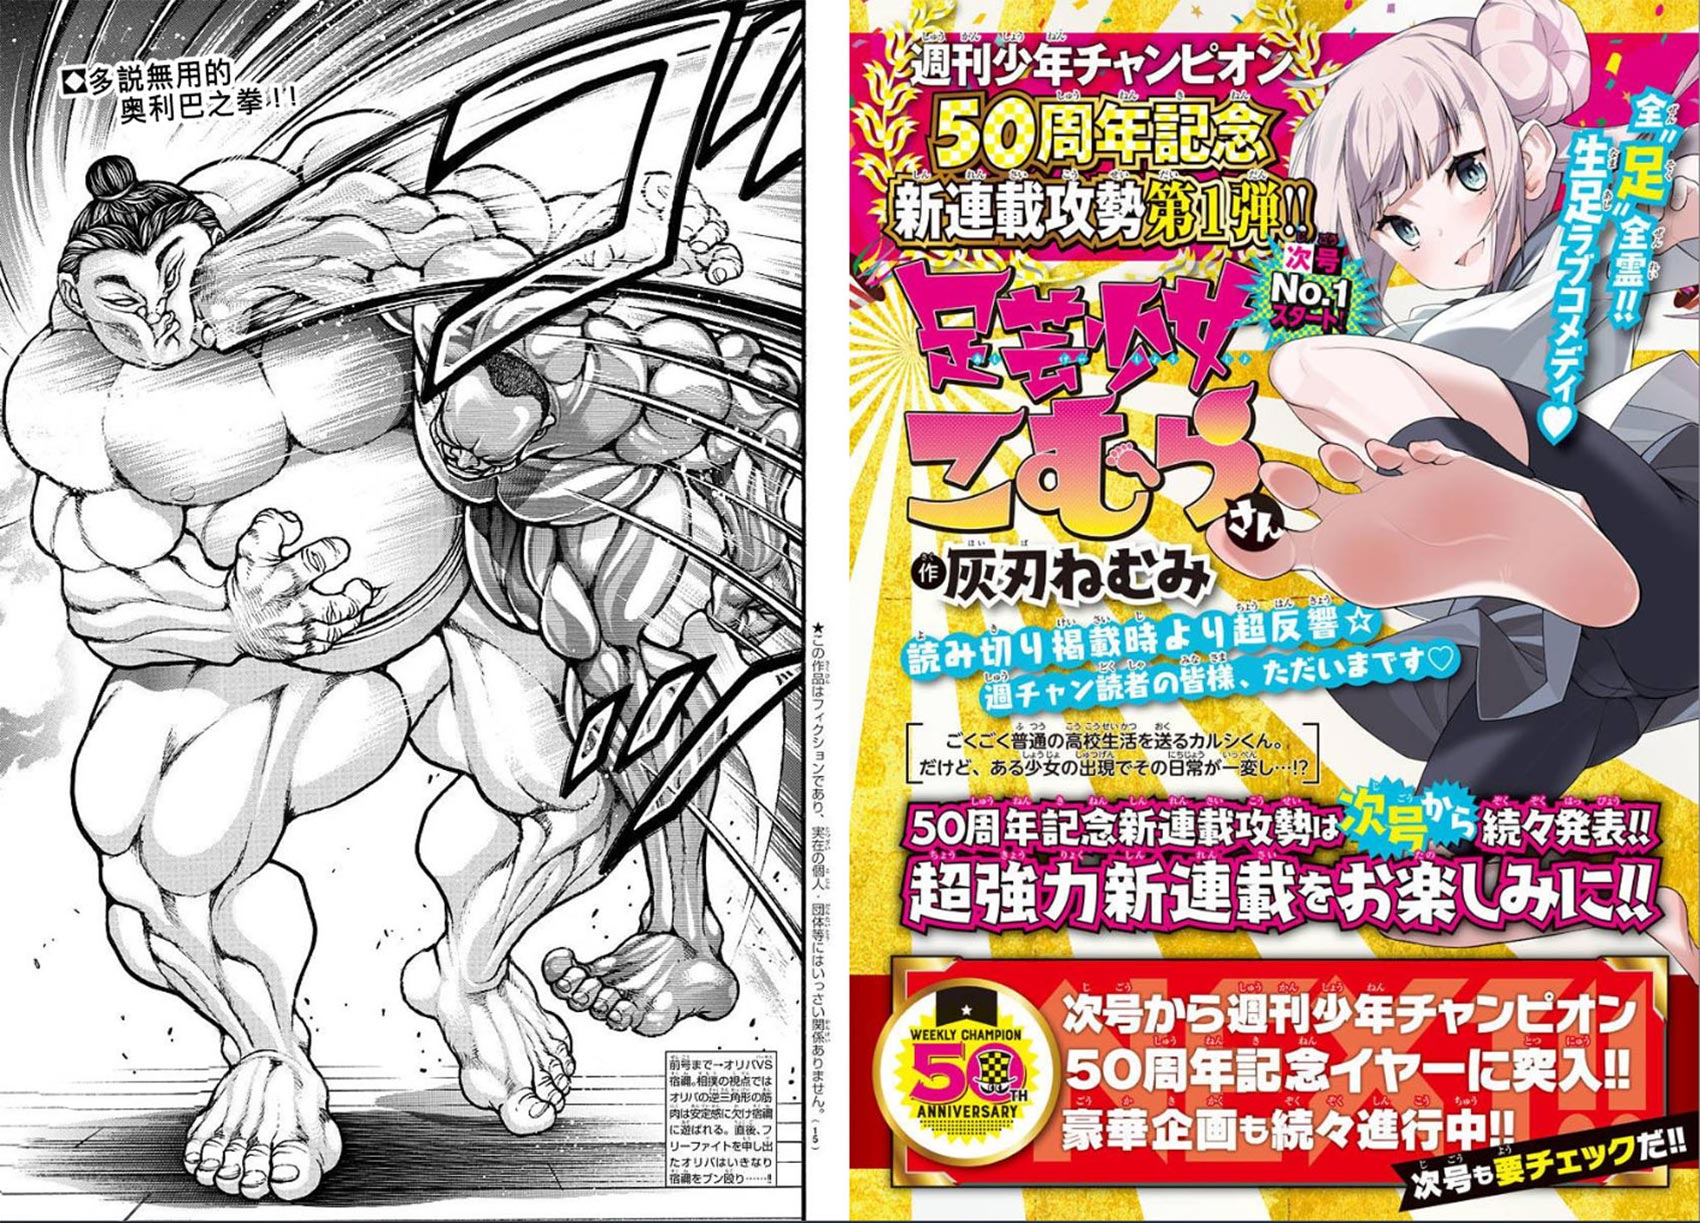 ◆多説無用的
奧利巴之拳!!
★この作品はフィクションであり、実在の個人・団体等にはいっさい関係ありません。(15)
前号まで→オリバVS
宿禰。相撲の視点では
オリバの逆三角形の筋
肉は安定感に欠け宿禰
に遊ばれる。直後、フ
リーファイトを申し出
たオリバはいきなり
宿禰をブン殴り……!!
週刊少年チャンピオン
50周年記念
新連載攻勢第1弾!!
次号
No.1
スタート!
全"足"全霊!!
生足ラブコメディ♥
足芸少女
こむら
さん
作 灰刃ねむみ
読み切り掲載時より超反響☆
週チャン読者の皆様、ただいまです♡
ごくごく普通の高校生活を送るカルシくん。
だけど、ある少女の出現でその日常が一変し…!?
50周年記念新連載攻勢は次号から続々発表!!
超強力新連載をお楽しみに!!
WEEKLY CHAMPION
50TH
ANNIVERSARY
次号から週刊少年チャンピオン
50周年記念イヤーに突入!!
豪華企画も続々進行中!!
次号も要チェックだ!!